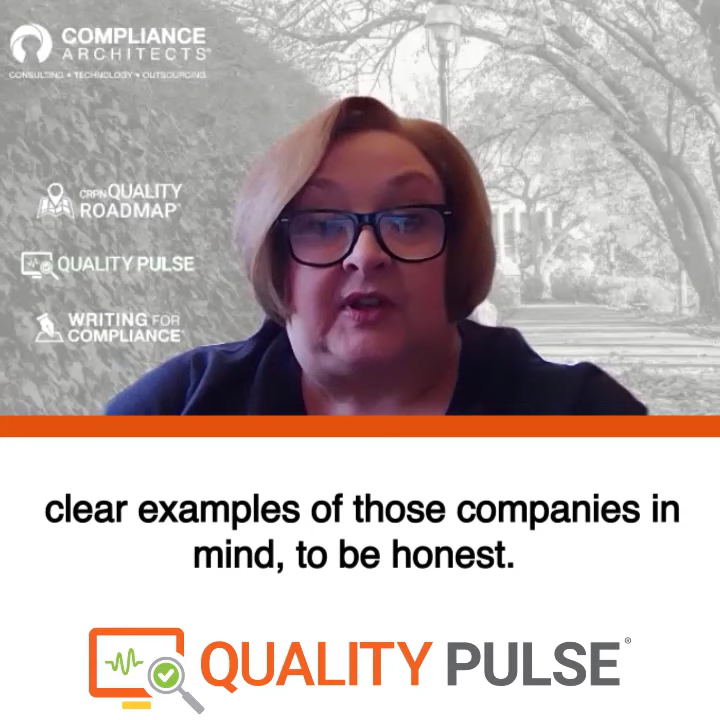 COMPLIANCE
ARCHITECTS®
CONSULTING • TECHNOLOGY • OUTSOURCING
CRPN QUALITY
ROADMAP®
QUALITY PULSE
WRITING FOR
COMPLIANCE®
clear examples of those companies in
mind, to be honest.
QUALITY PULSE®